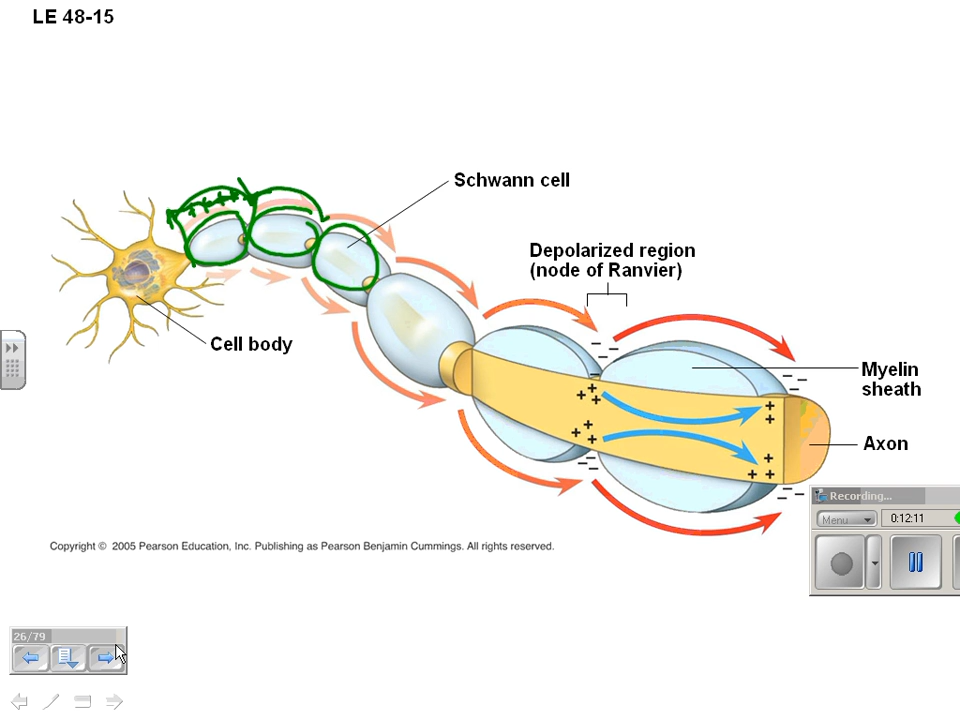 LE 48-15
Schwann cell
Depolarized region
(node of Ranvier)
Cell body
Myelin
sheath
Axon
Recording...
Menu
0:12:11
Copyright © 2005 Pearson Education, Inc. Publishing as Pearson Benjamin Cummings. All rights reserved.
26/79